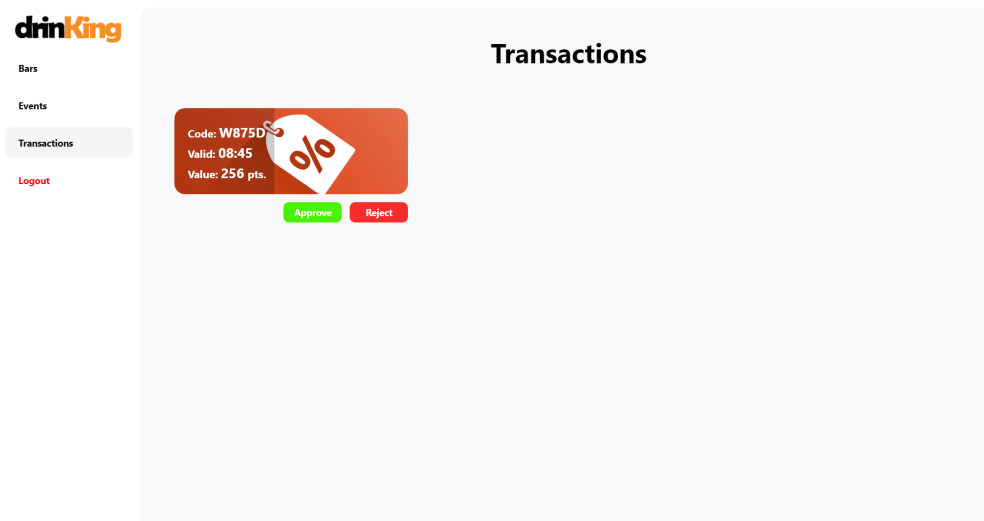 drinKing
Bars
Events
Transactions
Logout
Transactions
Code: W875D
Valid: 08:45
Value: 256 pts.
%
Approve
Reject